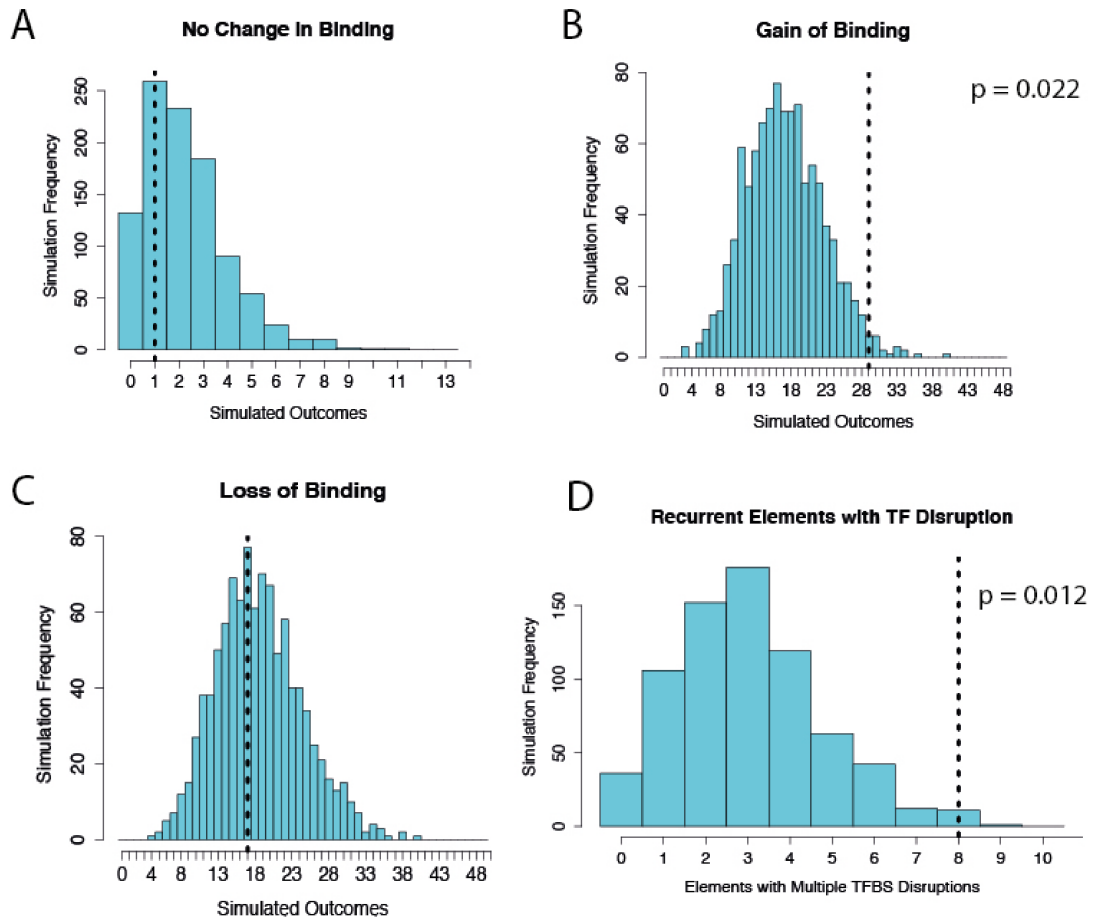 A
No Change in Binding
Simulation Frequency
250
200
150
100
50
0
0 1 2 3 4 5 6 7 8 9 11 13
Simulated Outcomes
B
Gain of Binding
p = 0.022
Simulation Frequency
80
60
40
20
0
0 4 8 13 18 23 28 33 38 43 48
Simulated Outcomes
C
Loss of Binding
Simulation Frequency
80
60
40
20
0
0 4 8 13 18 23 28 33 38 43 48
Simulated Outcomes
D
Recurrent Elements with TF Disruption
p = 0.012
Simulation Frequency
150
100
50
0
0 1 2 3 4 5 6 7 8 9 10
Elements with Multiple TFBS Disruptions